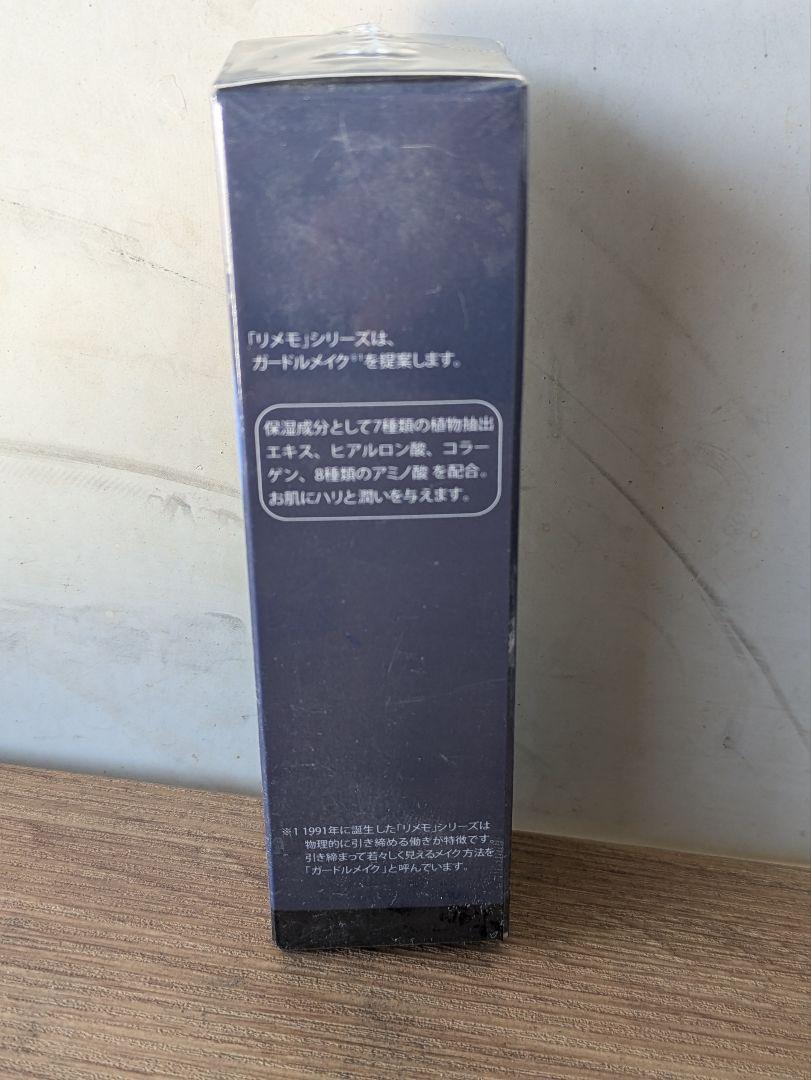 「リメモ」シリーズは、
ガードルメイク※1を提案します。
保湿成分として7種類の植物抽出
エキス、ヒアルロン酸、コラー
ゲン、8種類のアミノ酸を配合。
お肌にハリと潤いを与えます。
※1 1991年に誕生した「リメモ」シリーズは
物理的に引き締める働きが特徴です。
引き締まって若々しく見えるメイク方法を
「ガードルメイク」と呼んでいます。